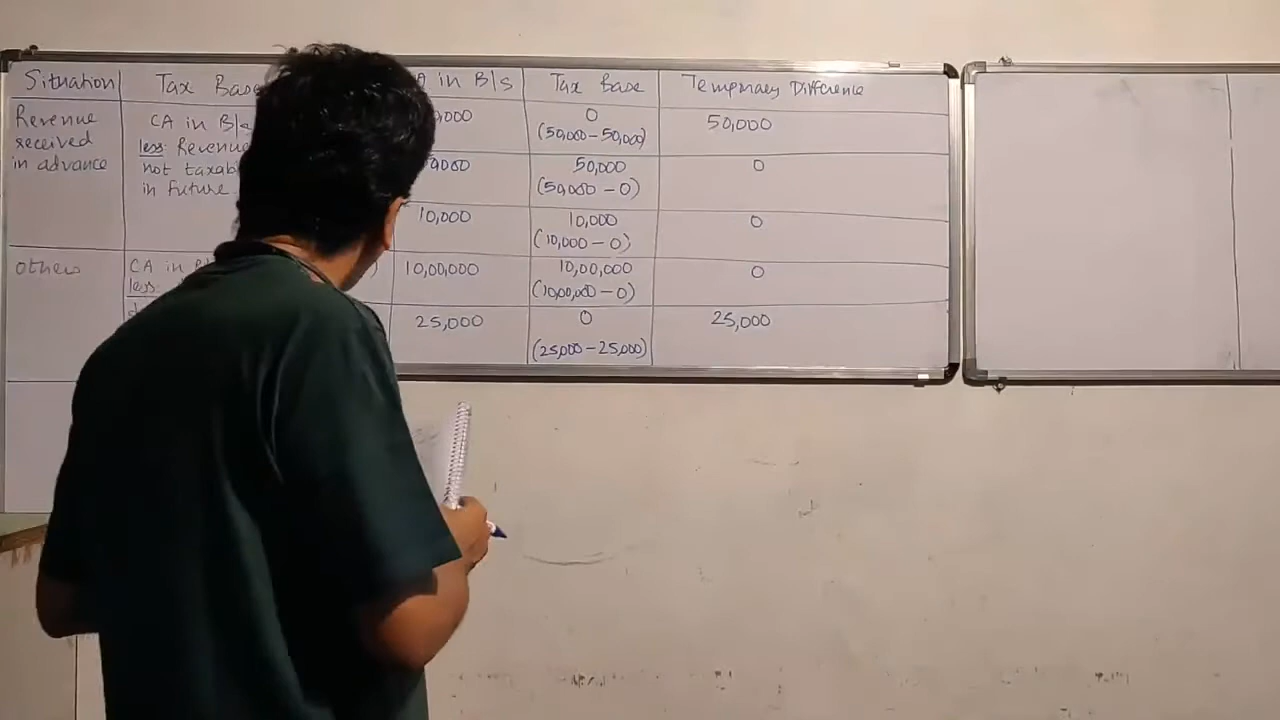 Situation Tax Base in B/s Tax Base Temporary Difference
Revenue
received
in advance
CA in B/s
less: Revenue
not taxable
in future
,000
0
(50,000-50,000)
50,000
50,000
(50,000 - 0)
0
10,000
10,000
(10,000 - 0)
0
Others
CA in
less:
10,00,000
10,00,000
(10,00,000 - 0)
0
25,000
0
(25,000 - 25,000)
25,000